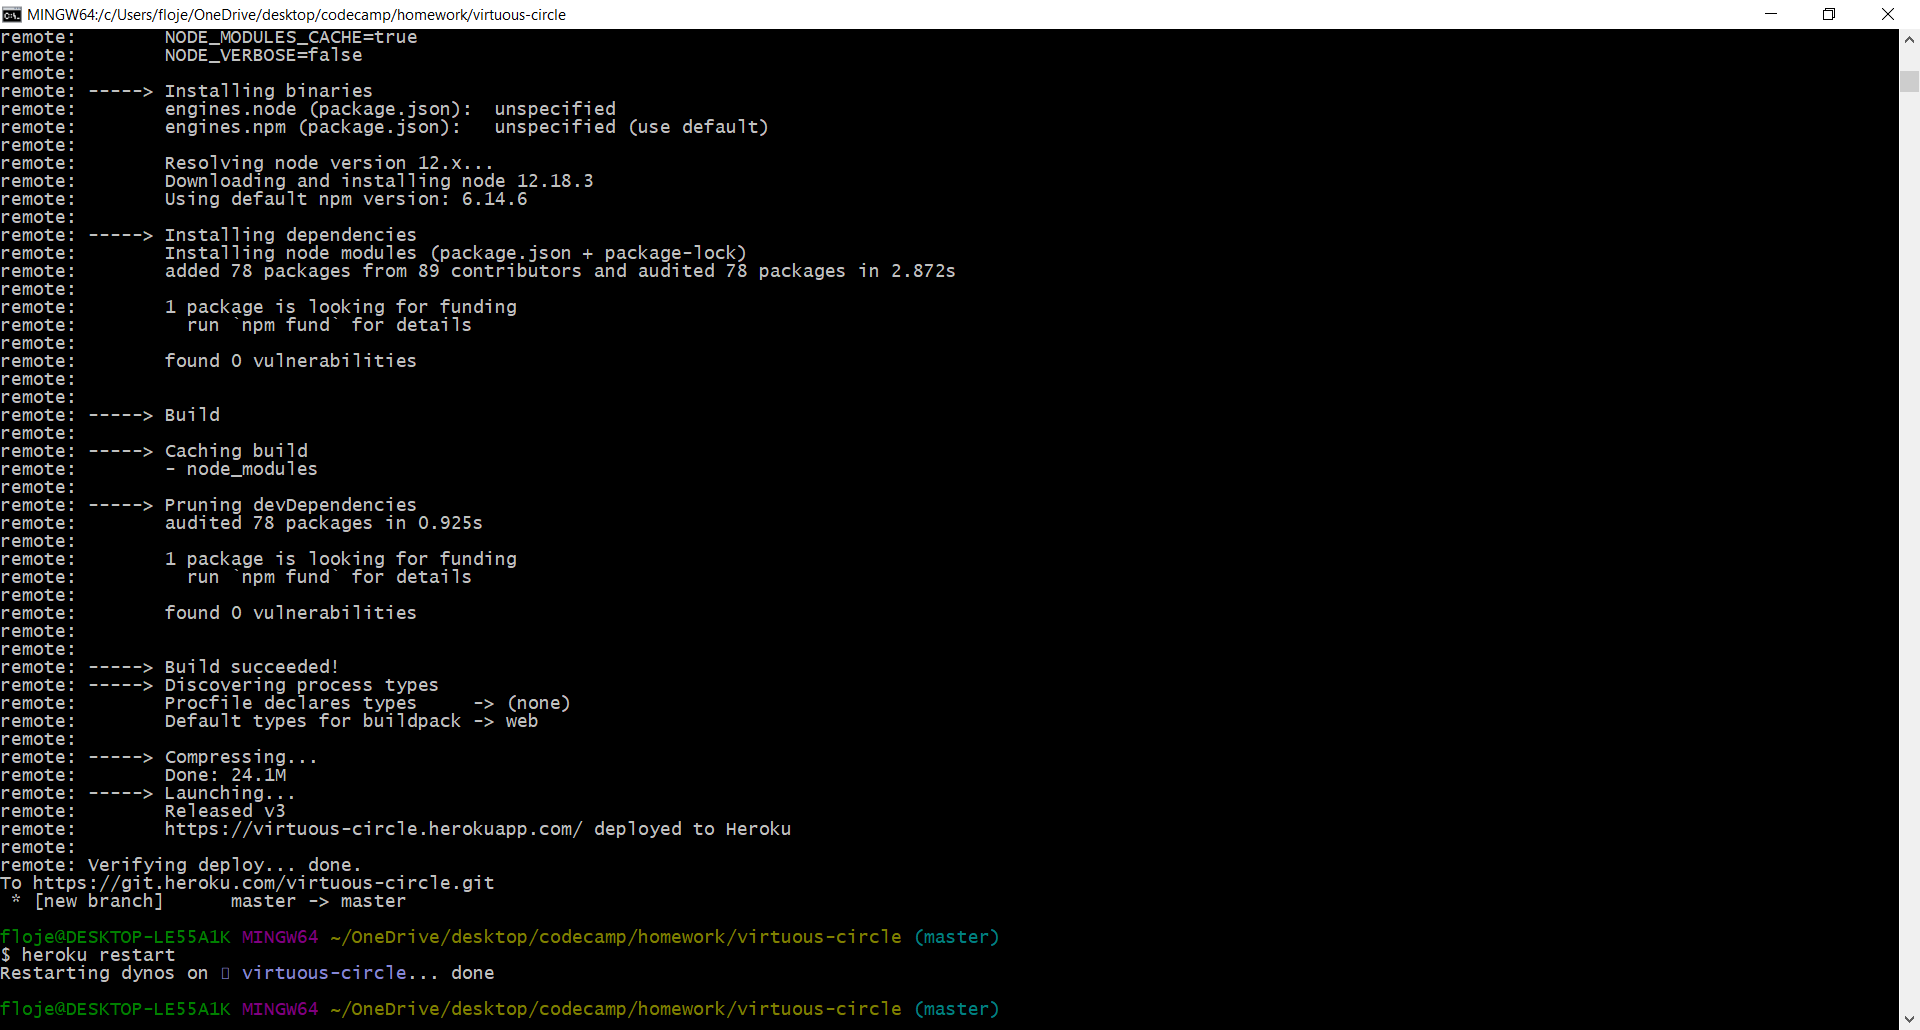 MINGW64:/c/Users/floje/OneDrive/desktop/codecamp/homework/virtuous-circle
remote:        NODE_MODULES_CACHE=true
remote:        NODE_VERBOSE=false
remote:
remote: -----> Installing binaries
remote:        engines.node (package.json):  unspecified
remote:        engines.npm (package.json):   unspecified (use default)
remote:
remote:        Resolving node version 12.x...
remote:        Downloading and installing node 12.18.3
remote:        Using default npm version: 6.14.6
remote:
remote: -----> Installing dependencies
remote:        Installing node modules (package.json + package-lock)
remote:        added 78 packages from 89 contributors and audited 78 packages in 2.872s
remote:
remote:        1 package is looking for funding
remote:          run `npm fund` for details
remote:
remote:        found 0 vulnerabilities
remote:
remote:
remote: -----> Build
remote:
remote: -----> Caching build
remote:        - node_modules
remote:
remote: -----> Pruning devDependencies
remote:        audited 78 packages in 0.925s
remote:
remote:        1 package is looking for funding
remote:          run `npm fund` for details
remote:
remote:        found 0 vulnerabilities
remote:
remote:
remote: -----> Build succeeded!
remote: -----> Discovering process types
remote:        Procfile declares types     -> (none)
remote:        Default types for buildpack -> web
remote:
remote: -----> Compressing...
remote:        Done: 24.1M
remote: -----> Launching...
remote:        Released v3
remote:        https://virtuous-circle.herokuapp.com/ deployed to Heroku
remote:
remote: Verifying deploy... done.
To https://git.heroku.com/virtuous-circle.git
 * [new branch]      master -> master
floje@DESKTOP-LE55A1K MINGW64 ~/OneDrive/desktop/codecamp/homework/virtuous-circle (master)
$ heroku restart
Restarting dynos on ▯ virtuous-circle... done
floje@DESKTOP-LE55A1K MINGW64 ~/OneDrive/desktop/codecamp/homework/virtuous-circle (master)